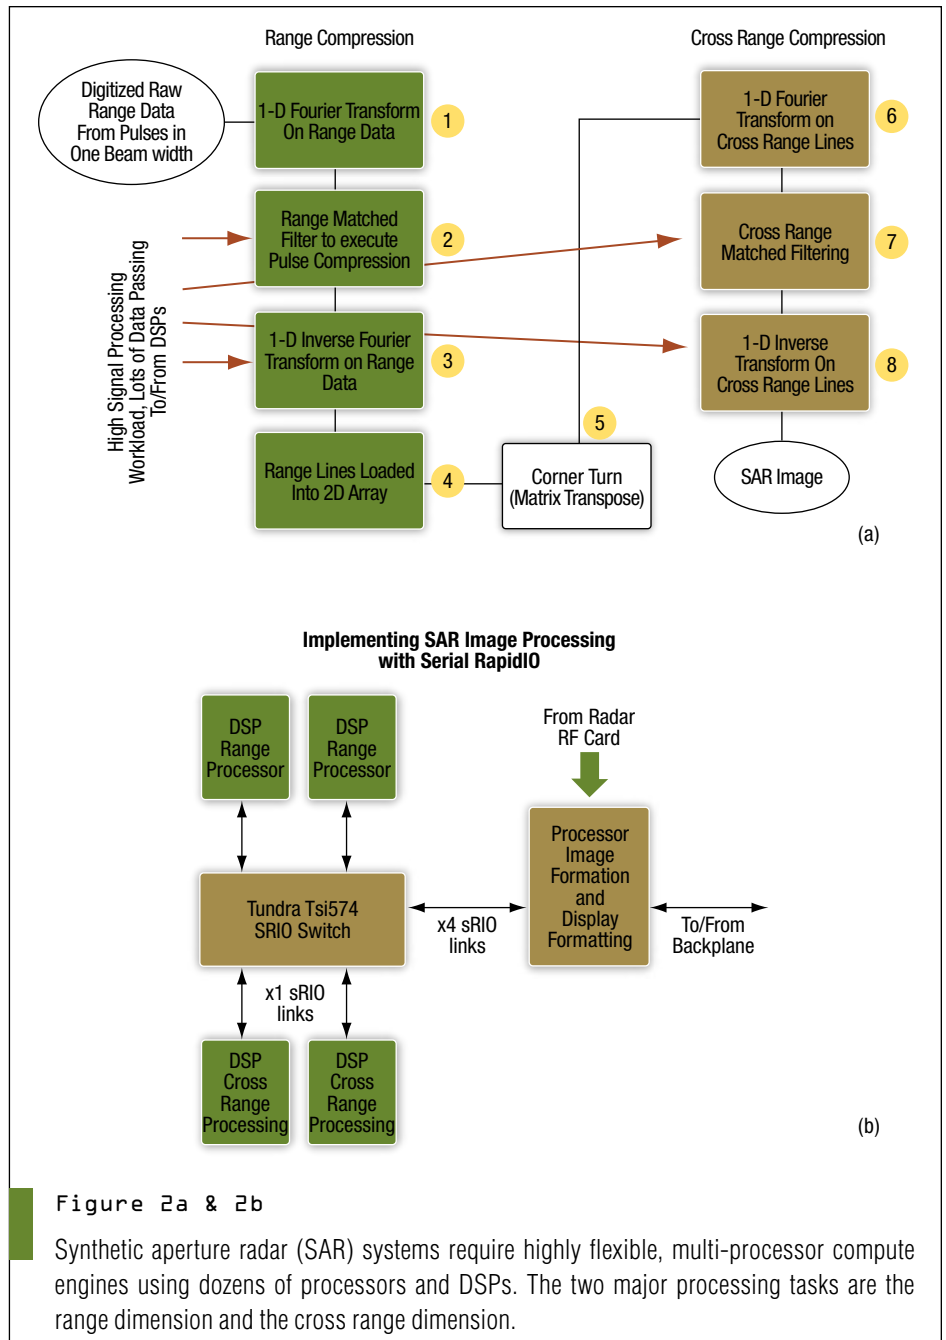 Range Compression
Cross Range Compression
Digitized Raw
Range Data
From Pulses in
One Beam width
1-D Fourier Transform
On Range Data
1
Range Matched
Filter to execute
Pulse Compression
2
1-D Inverse Fourier
Transform on Range
Data
3
Range Lines Loaded
Into 2D Array
4
High Signal Processing
Workload, Lots of Data Passing
To/From DSPs
5
Corner Turn
(Matrix Transpose)
1-D Fourier
Transform on
Cross Range Lines
6
Cross Range
Matched Filtering
7
1-D Inverse
Transform On
Cross Range Lines
8
SAR Image
(a)
Implementing SAR Image Processing
with Serial RapidIO
DSP
Range
Processor
DSP
Range
Processor
From Radar
RF Card
Tundra Tsi574
SRIO Switch
x4 sRIO
links
Processor
Image
Formation
and
Display
Formatting
To/From
Backplane
x1 sRIO
links
DSP
Cross
Range
Processing
DSP
Cross
Range
Processing
(b)
Figure 2a & 2b
Synthetic aperture radar (SAR) systems require highly flexible, multi-processor compute
engines using dozens of processors and DSPs. The two major processing tasks are the
range dimension and the cross range dimension.